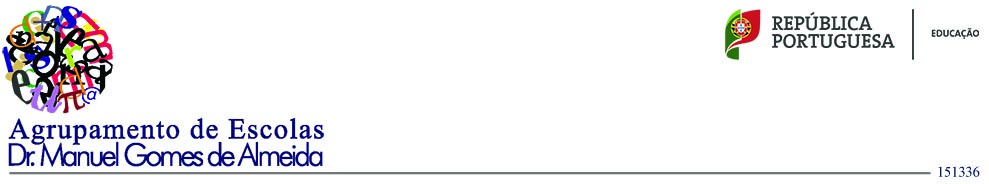 REPÚBLICA
PORTUGUESA
EDUCAÇÃO
Agrupamento de Escolas
Dr. Manuel Gomes de Almeida
151336